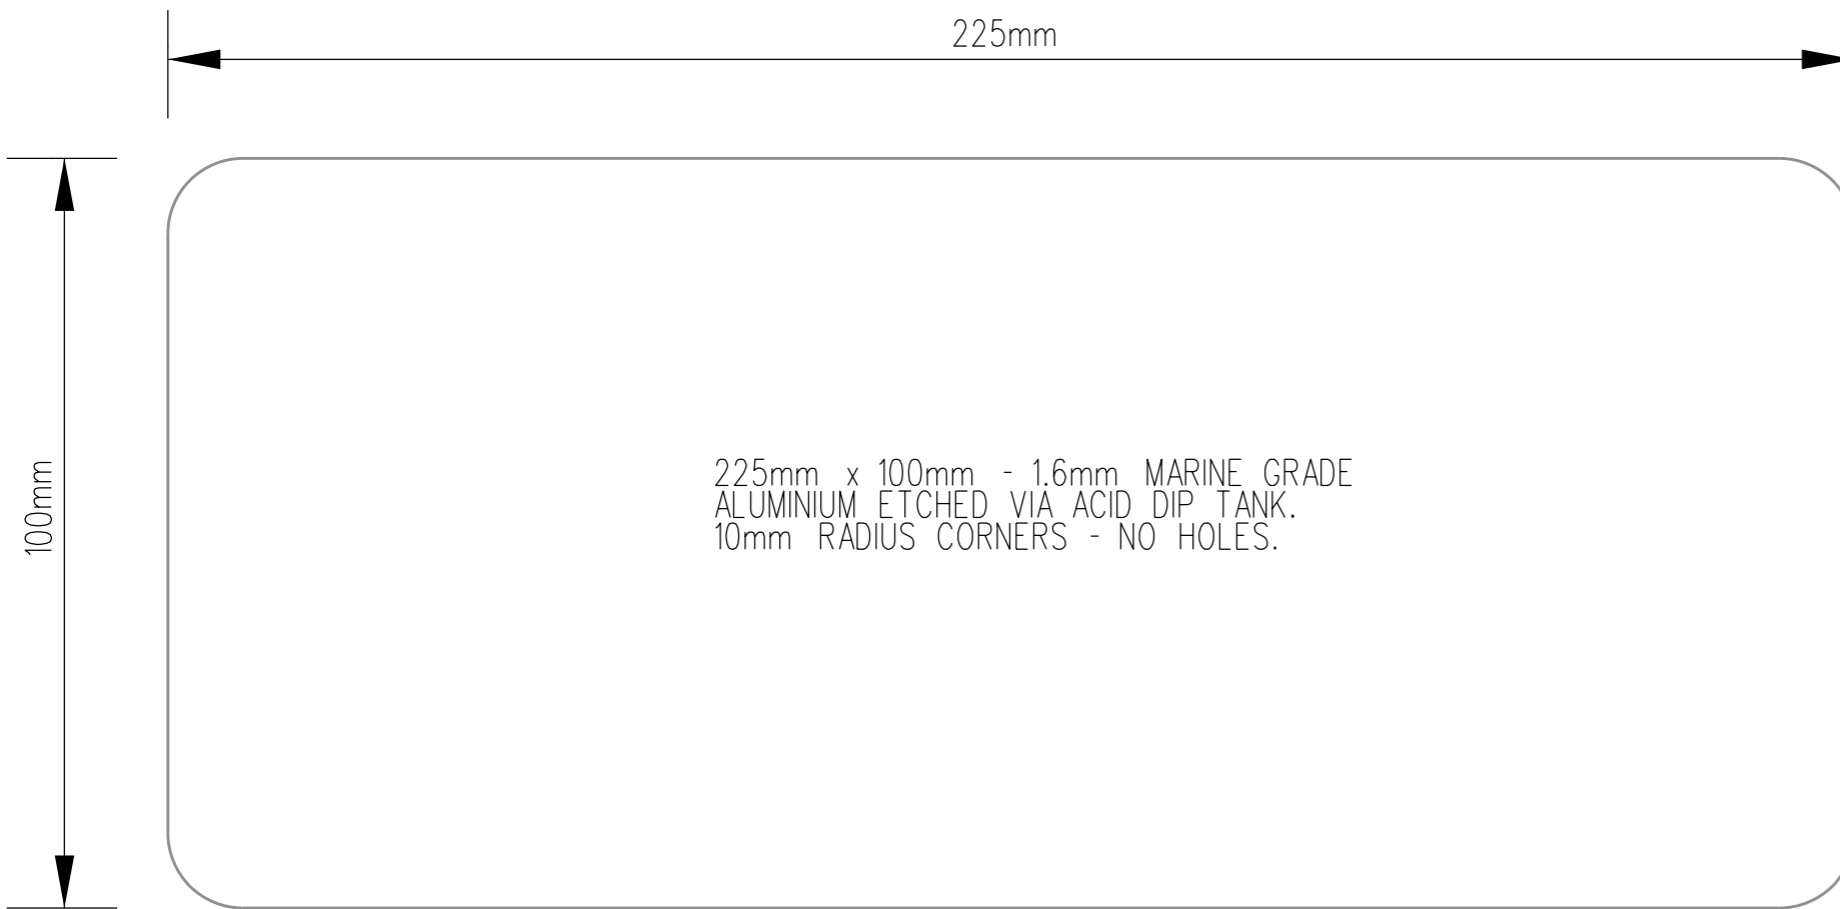 225mm
100mm
225mm x 100mm - 1.6mm MARINE GRADE
ALUMINIUM ETCHED VIA ACID DIP TANK.
10mm RADIUS CORNERS - NO HOLES.